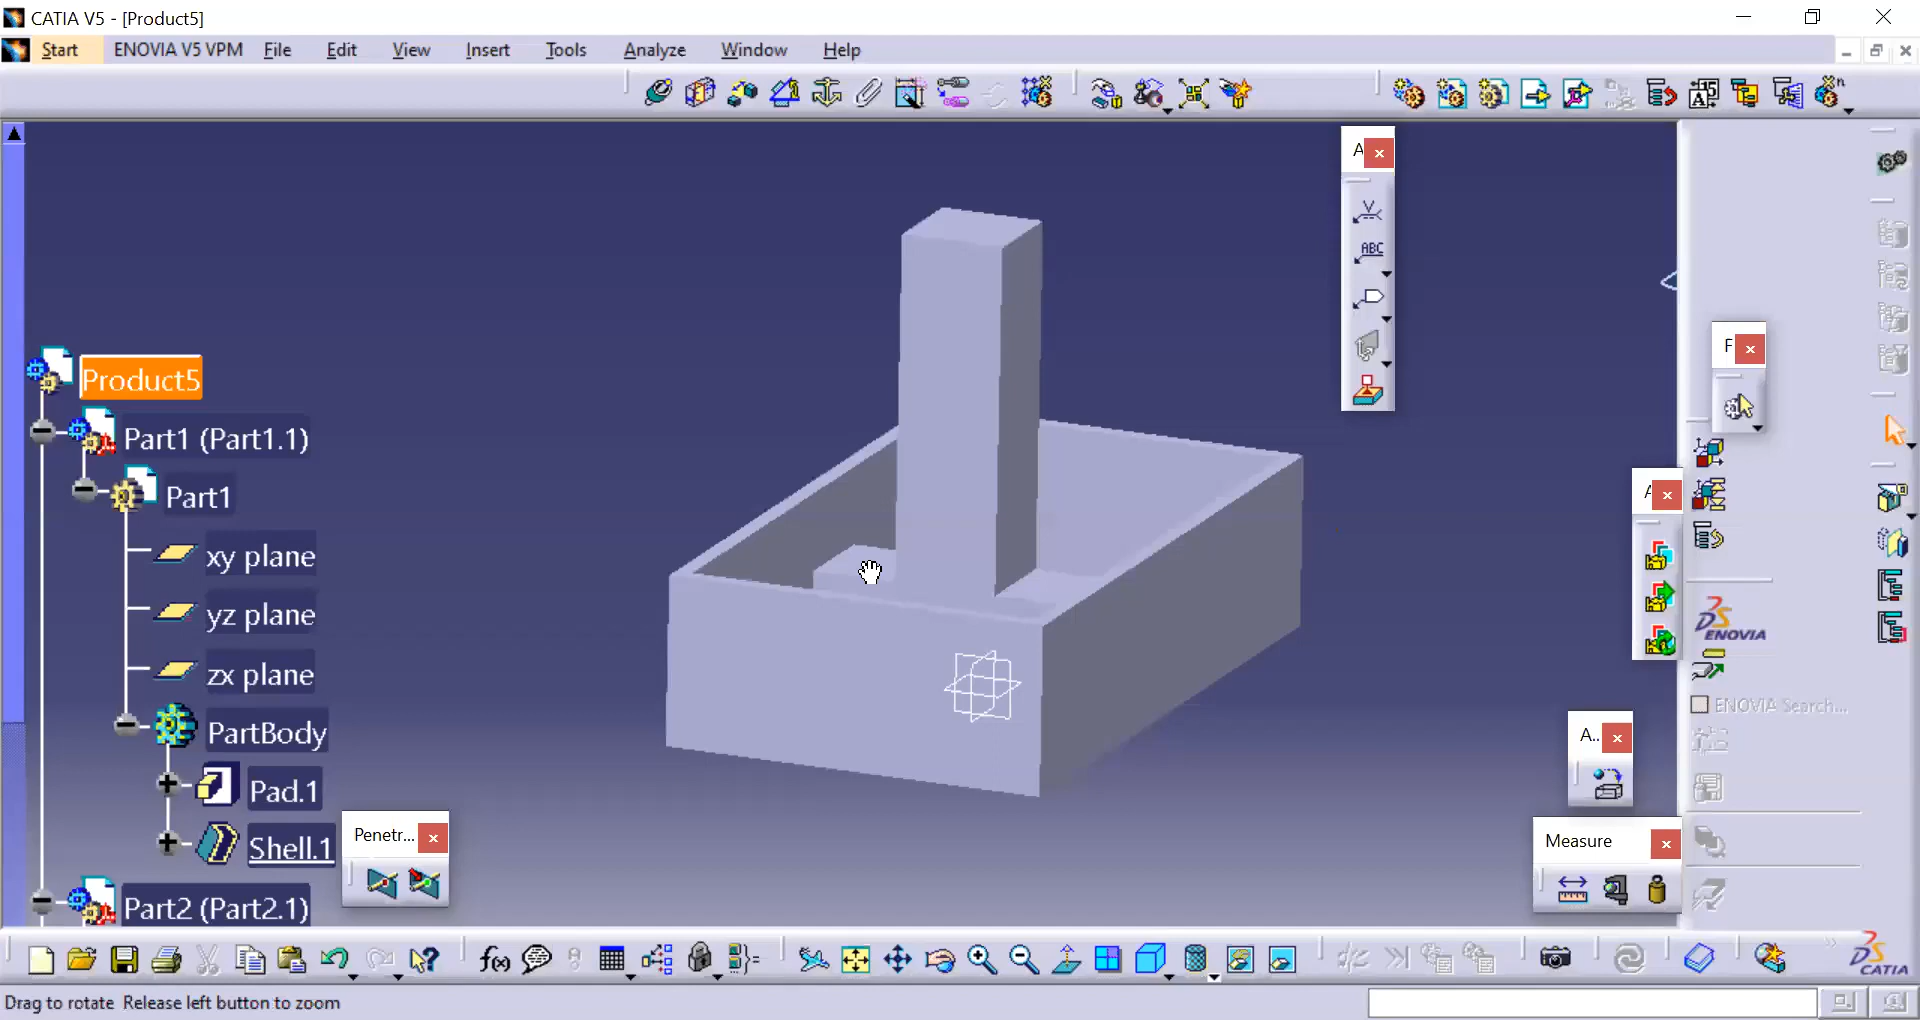 CATIA V5 - [Product5]
Start ENOVIA V5 VPM File Edit View Insert Tools Analyze Window Help
A
V
ABC
F
Product5
Part1 (Part1.1)
Part1
xy plane
yz plane
zx plane
PartBody
Pad.1
Shell.1
Part2 (Part2.1)
Penetr...
A
ENOVIA
ENOVIA Search...
A..
Measure
f(x)
CATIA
Drag to rotate Release left button to zoom